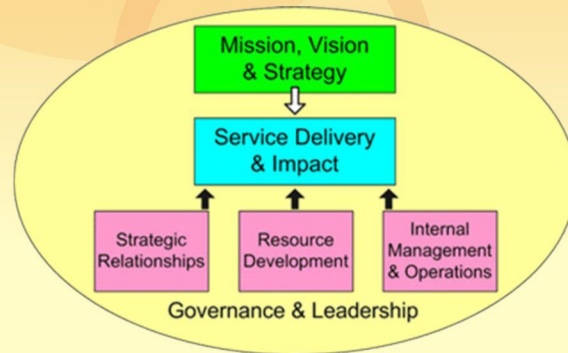 Mission, Vision
& Strategy
Service Delivery
& Impact
Strategic
Relationships
Resource
Development
Internal
Management
& Operations
Governance & Leadership